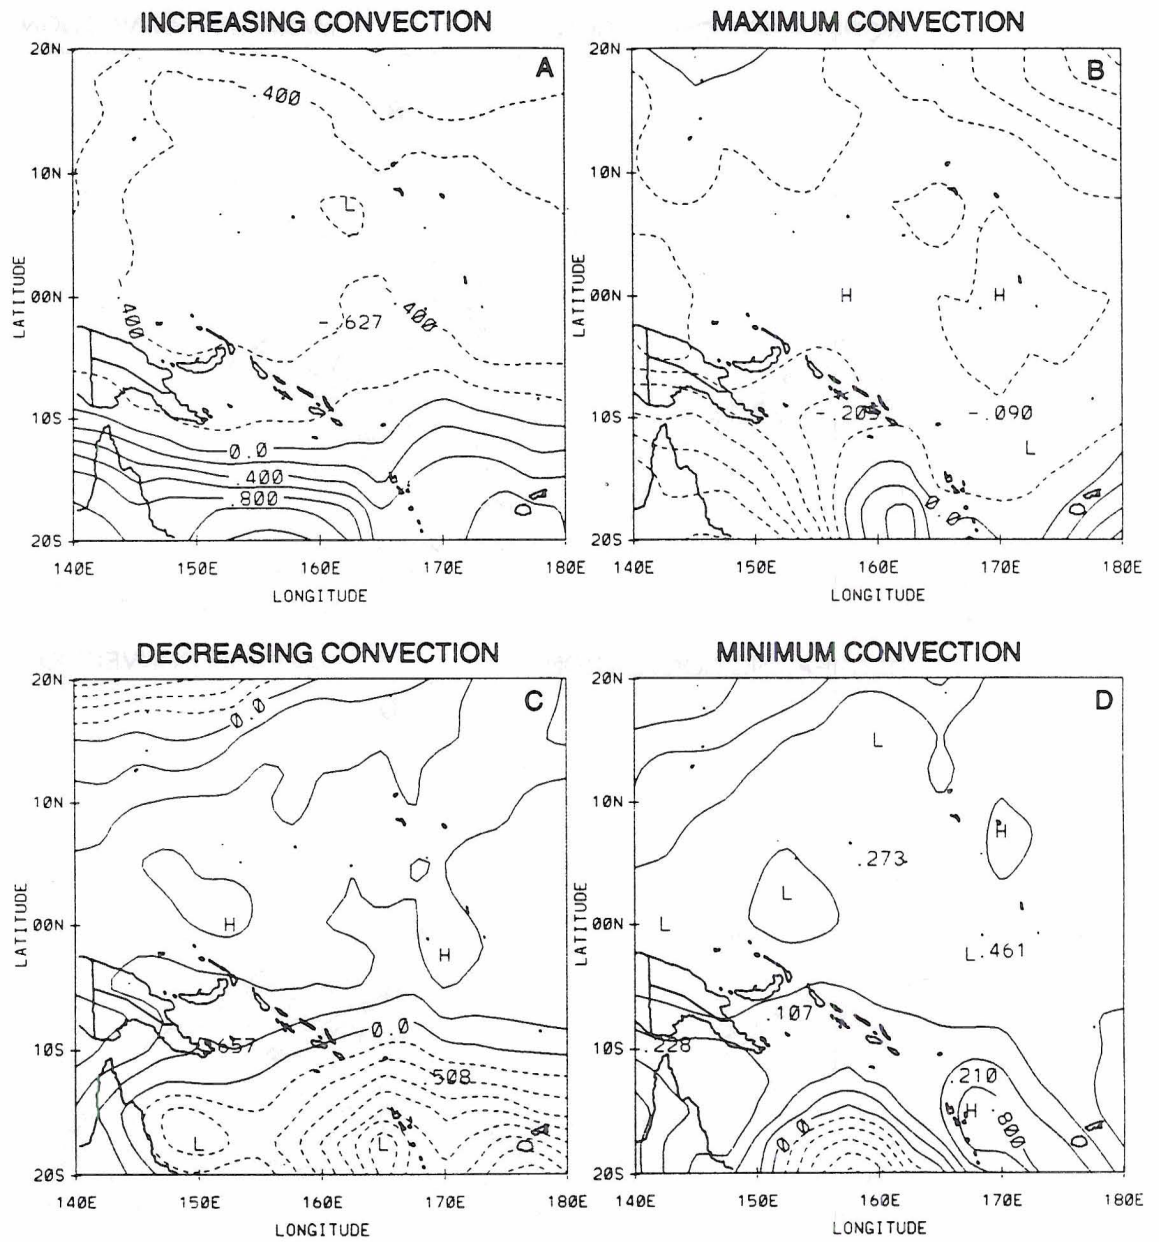 INCREASING CONVECTION
A
20N
10N
00N
10S
20S
LATITUDE
140E 150E 160E 170E 180E
LONGITUDE
-.400
L
-.627
400
400
0.0
.400
.800
MAXIMUM CONVECTION
B
20N
10N
00N
10S
20S
LATITUDE
140E 150E 160E 170E 180E
LONGITUDE
H
H
-.090
L
DECREASING CONVECTION
C
20N
10N
00N
10S
20S
LATITUDE
140E 150E 160E 170E 180E
LONGITUDE
0.0
H
H
0.0
508
L
L
MINIMUM CONVECTION
D
20N
10N
00N
10S
20S
LATITUDE
140E 150E 160E 170E 180E
LONGITUDE
L
H
.273
L
L
L.461
.107
.228
.210
H
800
0.0